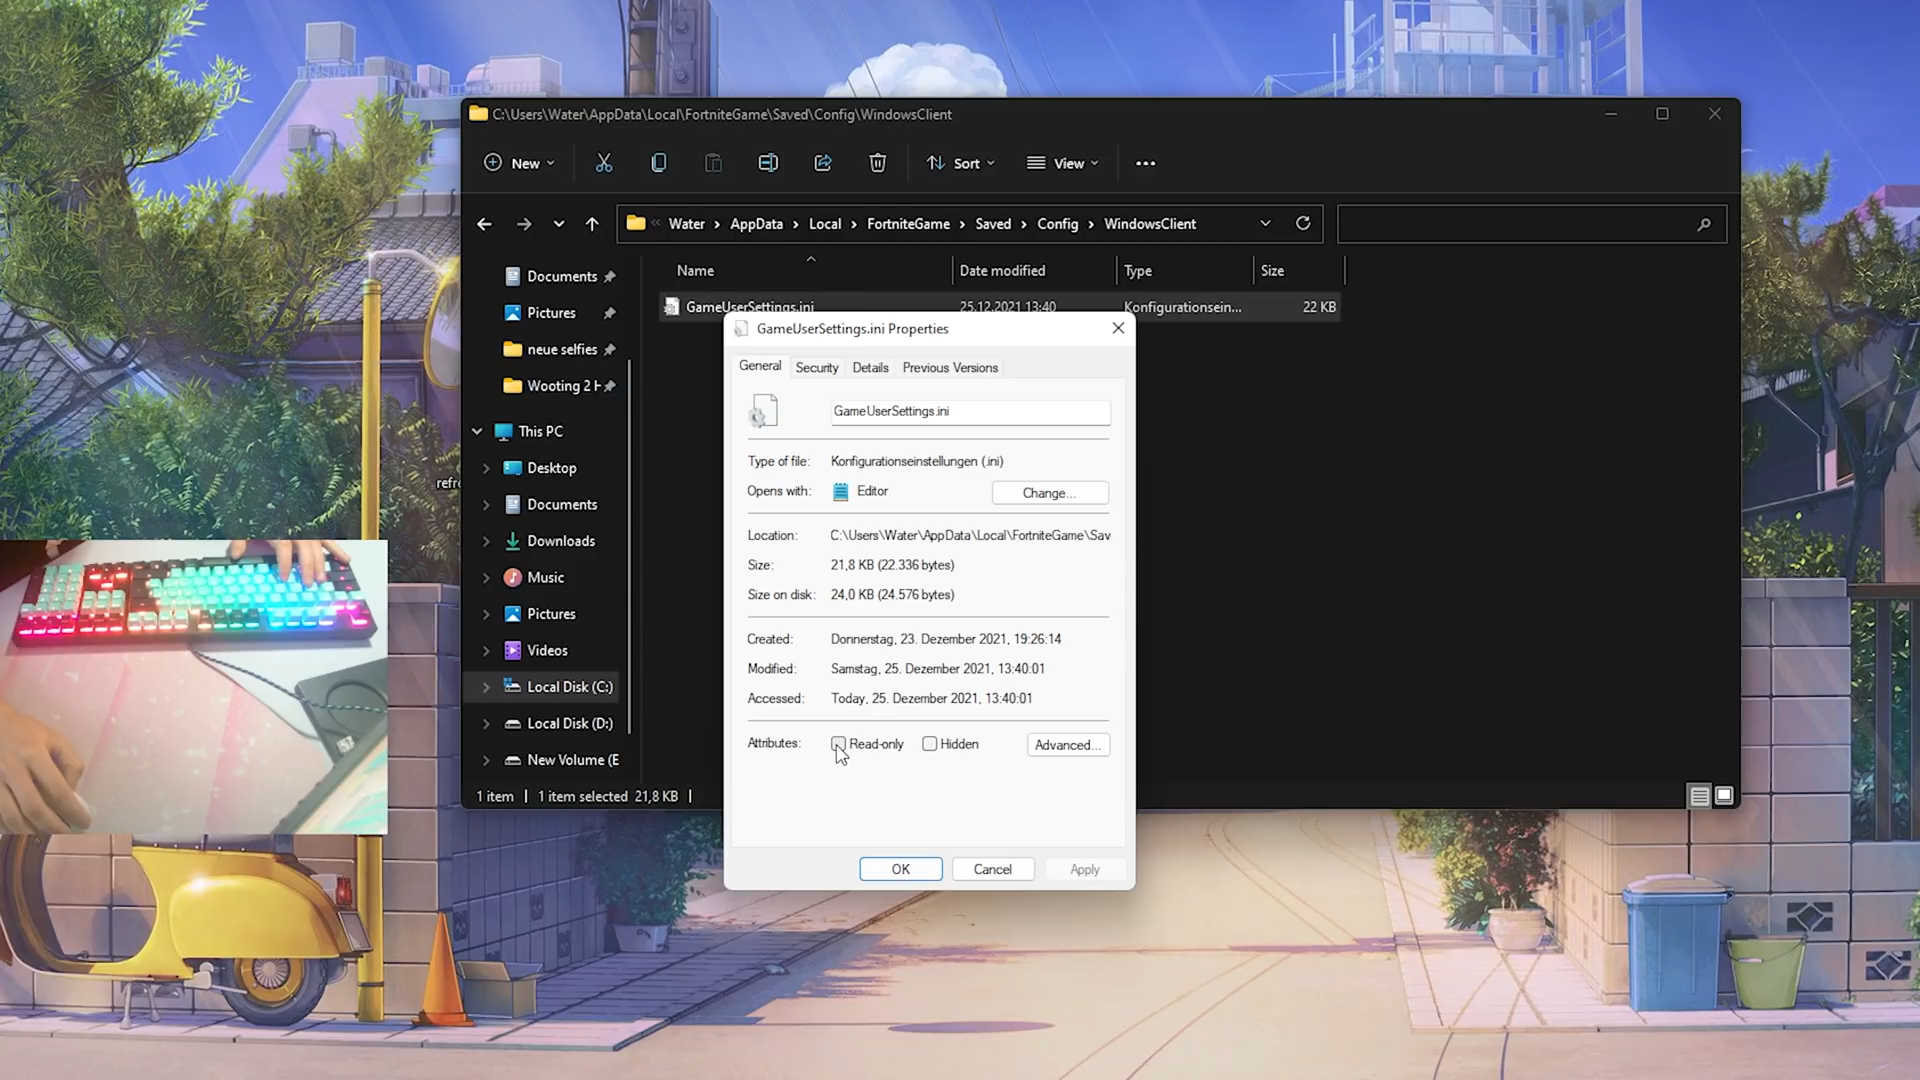 C:\Users\Water\AppData\Local\FortniteGame\Saved\Config\WindowsClient
New
Sort
View
Water
AppData
Local
FortniteGame
Saved
Config
WindowsClient
Documents
Pictures
neue selfies
Wooting 2 H
This PC
Desktop
Documents
Downloads
Music
Pictures
Videos
Local Disk (C:)
Local Disk (D:)
New Volume (E
Name
Date modified
Type
Size
GameUserSettings.ini
25.12.2021 13:40
Konfigurationsein...
22 KB
1 item
1 item selected 21,8 KB
refre
GameUserSettings.ini Properties
General
Security
Details
Previous Versions
GameUserSettings.ini
Type of file: Konfigurationseinstellungen (.ini)
Opens with: Editor
Change...
Location: C:\Users\Water\AppData\Local\FortniteGame\Sav
Size: 21,8 KB (22.336 bytes)
Size on disk: 24,0 KB (24.576 bytes)
Created: Donnerstag, 23. Dezember 2021, 19:26:14
Modified: Samstag, 25. Dezember 2021, 13:40:01
Accessed: Today, 25. Dezember 2021, 13:40:01
Attributes: Read-only Hidden
Advanced...
OK
Cancel
Apply